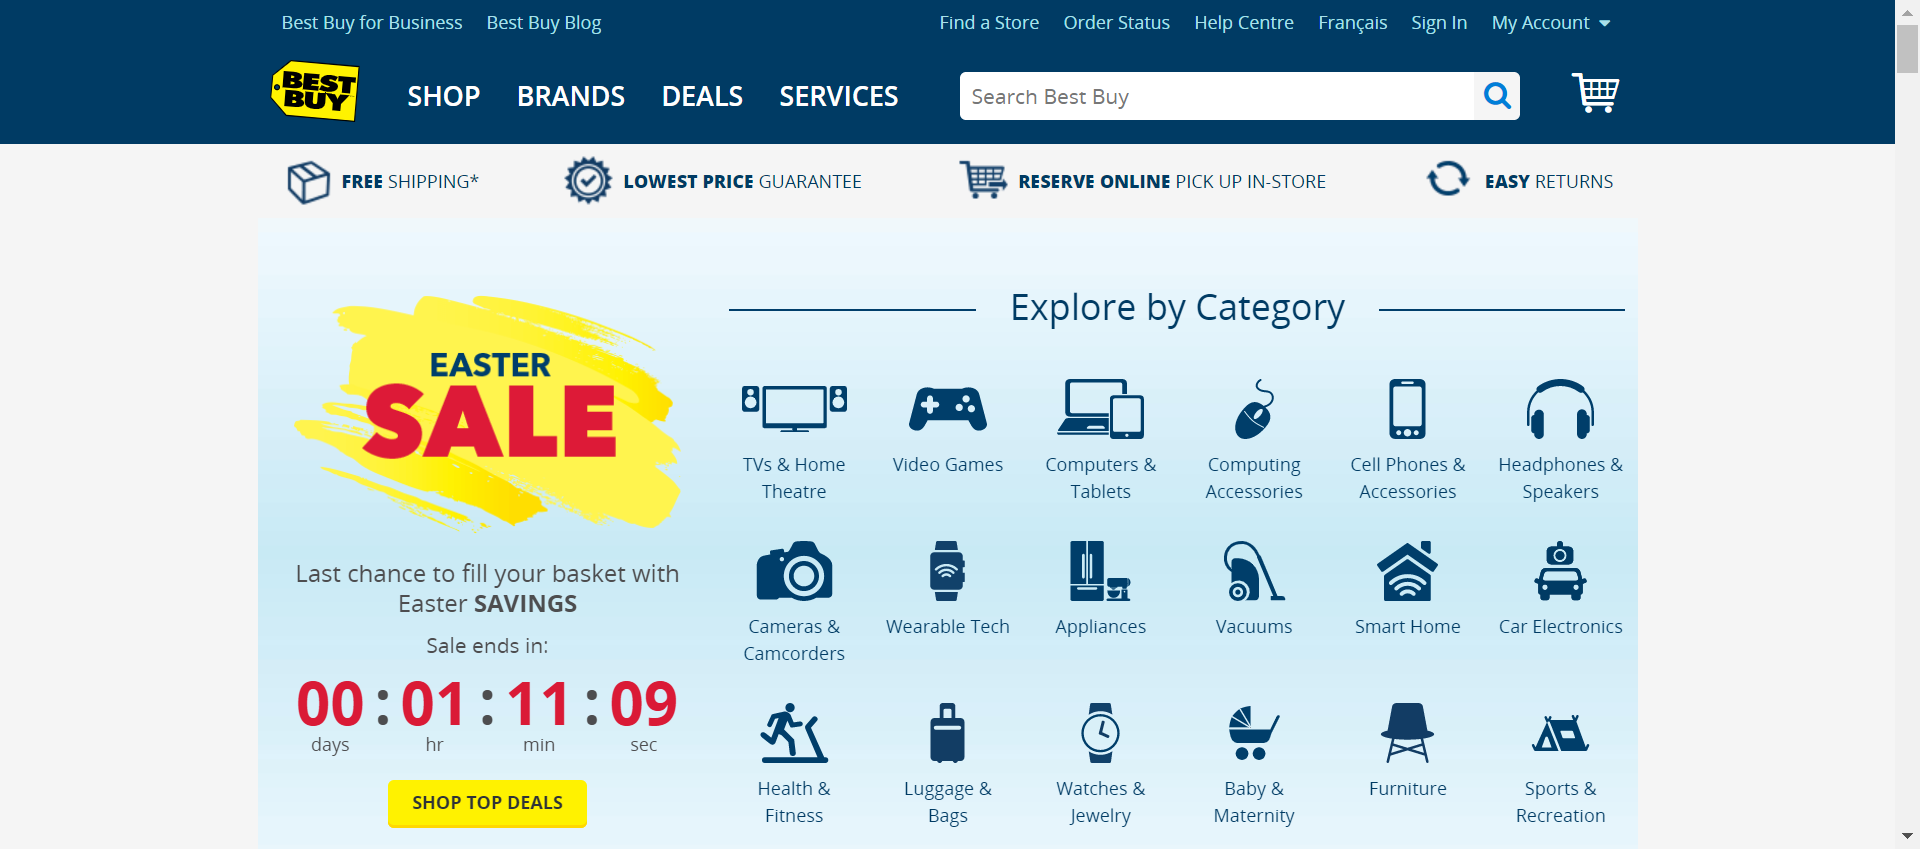 Best Buy for Business Best Buy Blog Find a Store Order Status Help Centre Français Sign In My Account
BEST
BUY
SHOP BRANDS DEALS SERVICES Search Best Buy
FREE SHIPPING* LOWEST PRICE GUARANTEE RESERVE ONLINE PICK UP IN-STORE EASY RETURNS
EASTER
SALE
Last chance to fill your basket with
Easter SAVINGS
Sale ends in:
00 : 01 : 11 : 09
days hr min sec
SHOP TOP DEALS
Explore by Category
TVs & Home
Theatre
Video Games
Computers &
Tablets
Computing
Accessories
Cell Phones &
Accessories
Headphones &
Speakers
Cameras &
Camcorders
Wearable Tech
Appliances
Vacuums
Smart Home
Car Electronics
Health &
Fitness
Luggage &
Bags
Watches &
Jewelry
Baby &
Maternity
Furniture
Sports &
Recreation